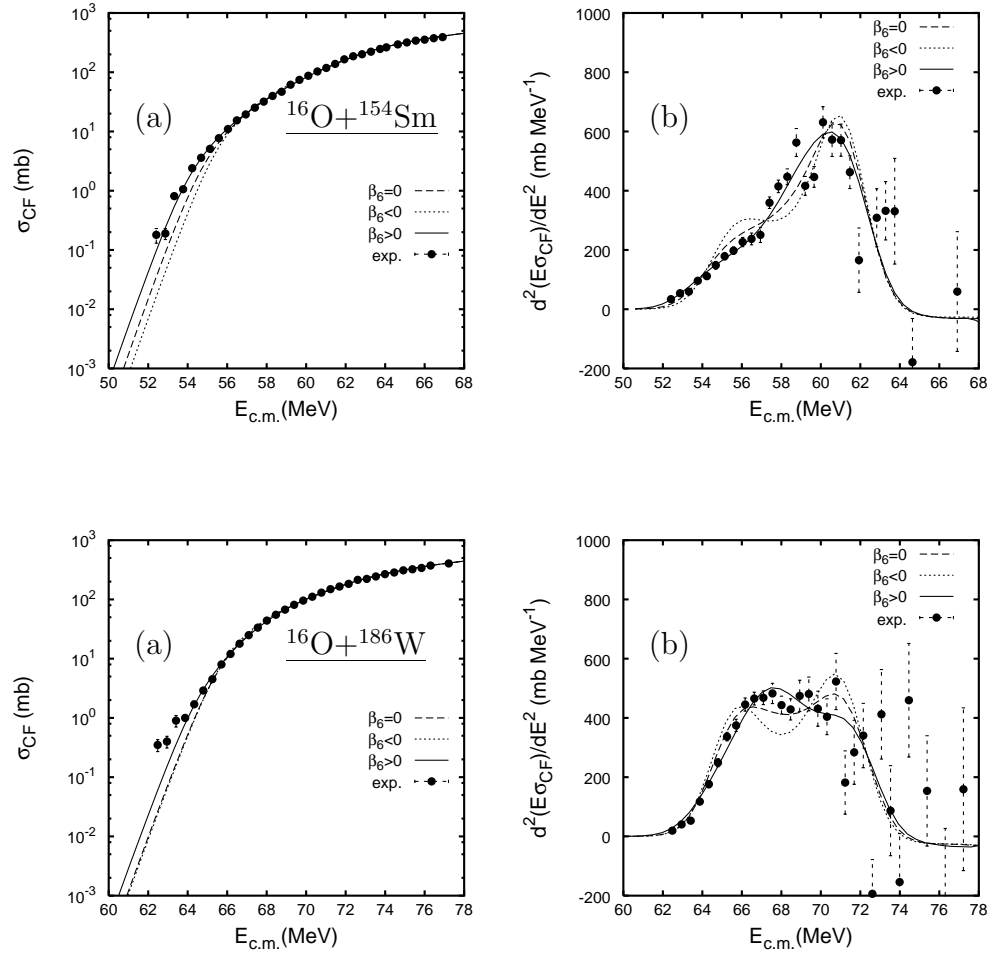 10^3
10^2
10^1
10^0
10^-1
10^-2
10^-3
σ_CF (mb)
(a)
^16O+^154Sm
β_6=0
β_6<0
β_6>0
exp.
50 52 54 56 58 60 62 64 66 68
E_c.m.(MeV)
1000
800
600
400
200
0
-200
d^2(Eσ_CF)/dE^2 (mb MeV^-1)
(b)
β_6=0
β_6<0
β_6>0
exp.
50 52 54 56 58 60 62 64 66 68
E_c.m.(MeV)
10^3
10^2
10^1
10^0
10^-1
10^-2
10^-3
σ_CF (mb)
(a)
^16O+^186W
β_6=0
β_6<0
β_6>0
exp.
60 62 64 66 68 70 72 74 76 78
E_c.m.(MeV)
1000
800
600
400
200
0
-200
d^2(Eσ_CF)/dE^2 (mb MeV^-1)
(b)
β_6=0
β_6<0
β_6>0
exp.
60 62 64 66 68 70 72 74 76 78
E_c.m.(MeV)